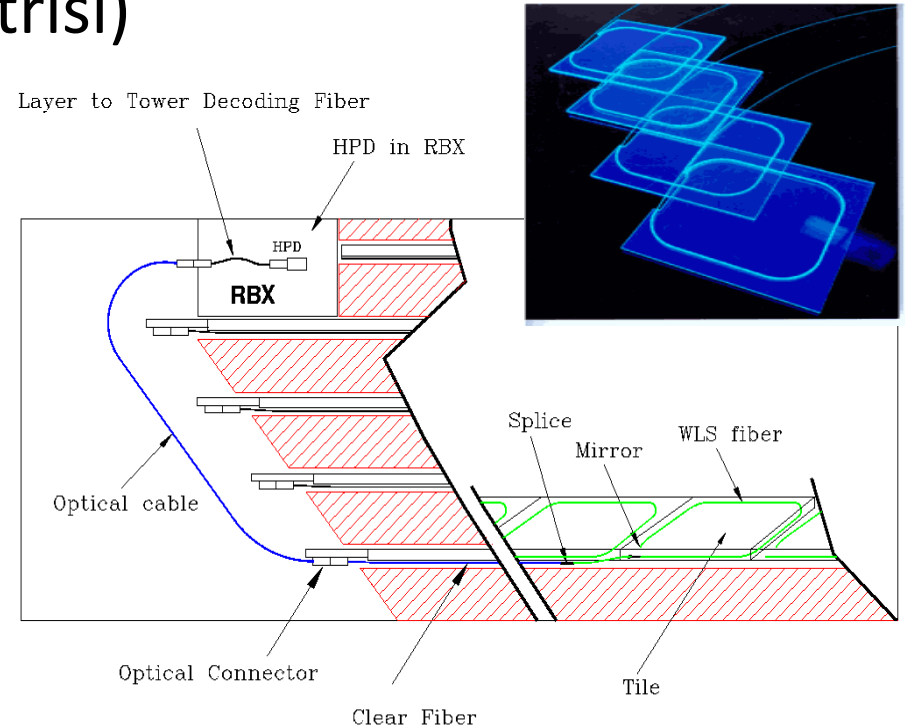 Layer to Tower Decoding Fiber
HPD in RBX
HPD
RBX
Splice
Mirror
WLS fiber
Optical cable
Optical Connector
Tile
Clear Fiber